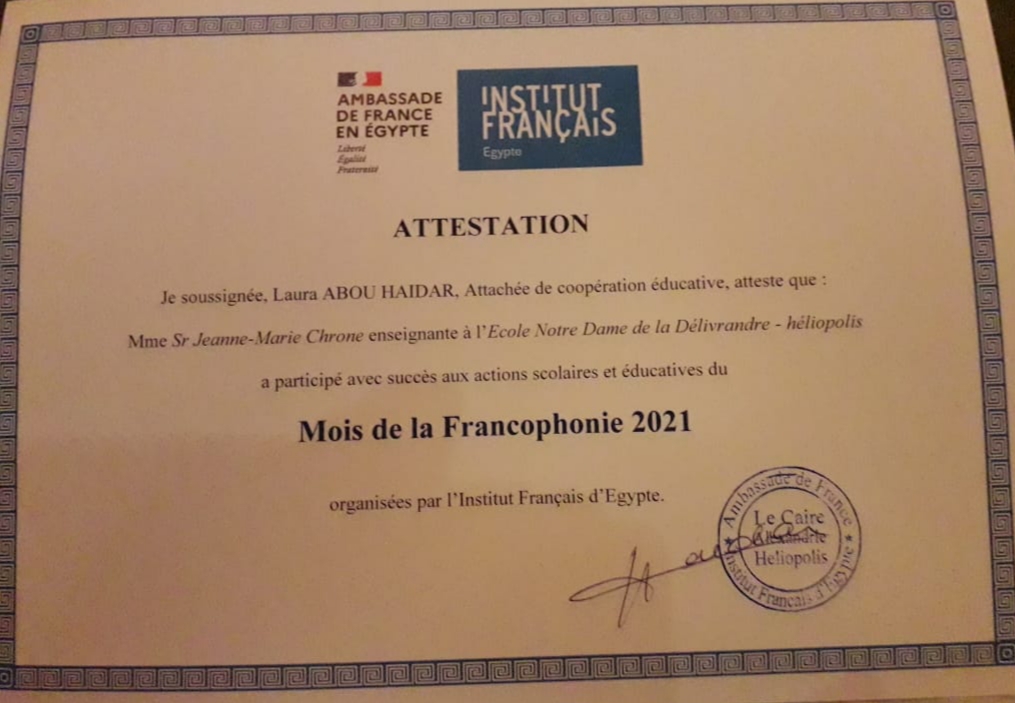 AMBASSADE
DE FRANCE
EN ÉGYPTE
Liberté
Égalité
Fraternité
INSTITUT
FRANÇAIS
Egypte
ATTESTATION
Je soussignée, Laura ABOU HAIDAR, Attachée de coopération éducative, atteste que :
Mme Sr Jeanne-Marie Chrone enseignante à l'Ecole Notre Dame de la Délivrandre - héliopolis
a participé avec succès aux actions scolaires et éducatives du
Mois de la Francophonie 2021
organisées par l'Institut Français d'Egypte.
Ambassade de France
Le Caire
Alexandrie
Heliopolis
Institut Français d'Egypte